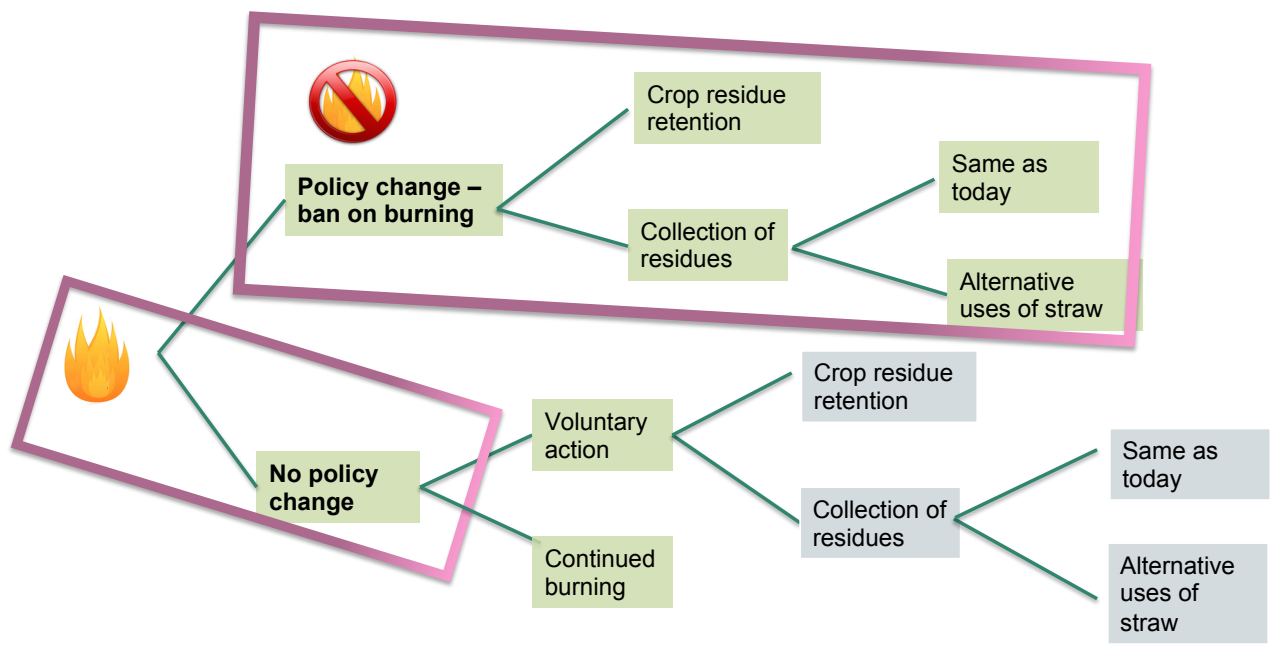 Crop residue
retention
Policy change –
ban on burning
Same as
today
Collection of
residues
Alternative
uses of straw
Crop residue
retention
Voluntary
action
No policy
change
Same as
today
Collection of
residues
Continued
burning
Alternative
uses of
straw